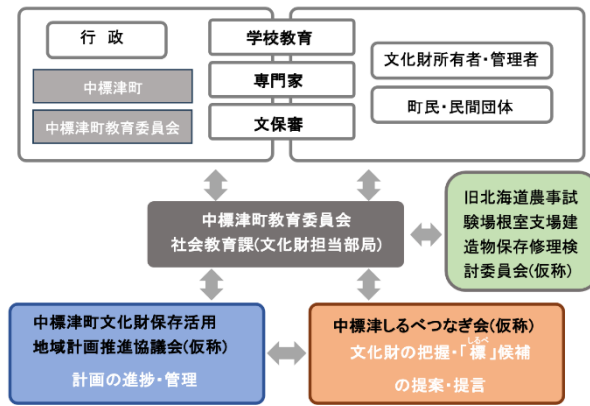 行 政
中標津町
中標津町教育委員会
学校教育
専門家
文保審
文化財所有者・管理者
町民・民間団体
中標津町教育委員会
社会教育課(文化財担当部局)
旧北海道農事試
験場根室支場建
造物保存修理検
討委員会(仮称)
中標津町文化財保存活用
地域計画推進協議会(仮称)
計画の進捗・管理
中標津しるべつなぎ会(仮称)
しるべ
文化財の把握・「標」候補
の提案・提言